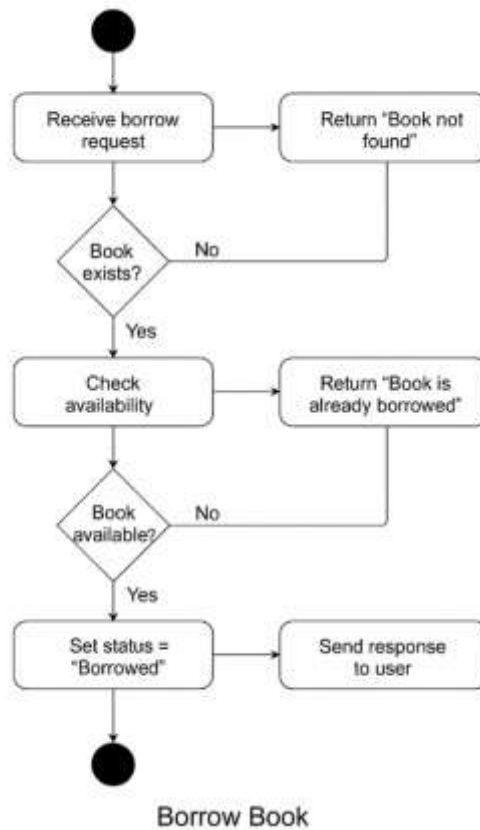 Receive borrow
request
Return “Book not
found”
Book
exists?
No
Yes
Check
availability
Return “Book is
already borrowed”
Book
available?
No
Yes
Set status =
“Borrowed”
Send response
to user
Borrow Book